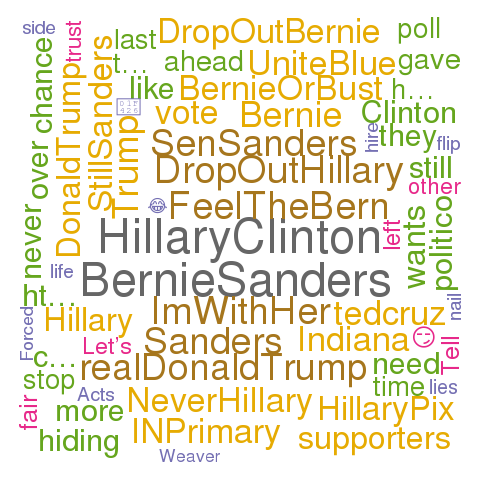 side
trust
last
DropOutBernie
poll
t…
ahead
UniteBlue
gave
chance
DonaldTrump
StillSanders
like
BernieOrBust
h…
Trump
vote
Bernie
Clinton
they
hire
flip
over
SenSanders
DropOutHillary
still
other
😂
FeelTheBern
never
HillaryClinton
left
wants
politico
life
BernieSanders
ht…
ImWithHer
tedcruz
nail
Hillary
Sanders
Indiana😏
Forced
Let's
Tell
c…
realDonaldTrump
need
stop
Acts
time
lies
fair
more
NeverHillary
HillaryPix
hiding
INPrimary
supporters
Weaver